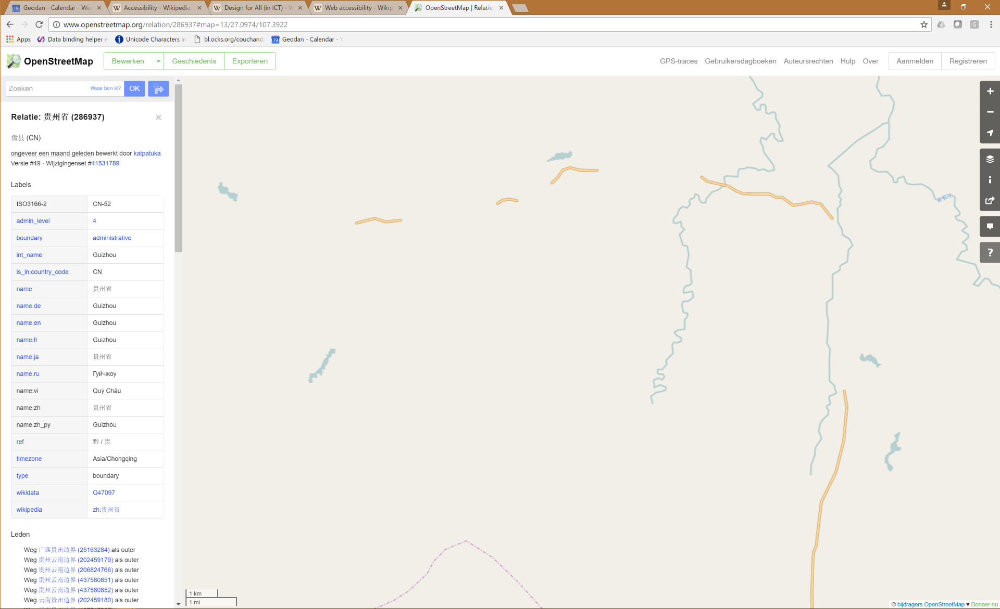 Geodan - Calendar - Wee
Accessibility - Wikipedia,
Design for All (in ICT) - W
Web accessibility - Wikip
OpenStreetMap | Relatie:
www.openstreetmap.org/relation/286937#map=13/27.0974/107.3922
Apps
Data binding helper e
Unicode Characters in
bl.ocks.org/couchand
Geodan - Calendar - W
OpenStreetMap
Bewerken
Geschiedenis
Exporteren
GPS-traces
Gebruikersdagboeken
Auteursrechten
Hulp
Over
Aanmelden
Registreren
Zoeken
Waar ben ik?
OK
Relatie: 贵州省 (286937)
盘县 (CN)
ongeveer een maand geleden bewerkt door katpatuka
Versie #49 · Wijzigingenset #41531789
Labels
ISO3166-2 CN-52
admin_level 4
boundary administrative
int_name Guizhou
is_in:country_code CN
name 贵州省
name:de Guizhou
name:en Guizhou
name:fr Guizhou
name:ja 貴州省
name:ru Гуйчжоу
name:vi Quý Châu
name:zh 贵州省
name:zh_py Guìzhōu
ref 黔 / 贵
timezone Asia/Chongqing
type boundary
wikidata Q47097
wikipedia zh:贵州省
Leden
Weg 广西贵州边界 (25163284) als outer
Weg 贵州云南边界 (202459179) als outer
Weg 贵州云南边界 (206824766) als outer
Weg 贵州云南边界 (437580851) als outer
Weg 贵州云南边界 (437580852) als outer
Weg 云南贵州边界 (202459180) als outer
长安河
1 km
1 mi
© bijdragers OpenStreetMap ♥ Doneer nu